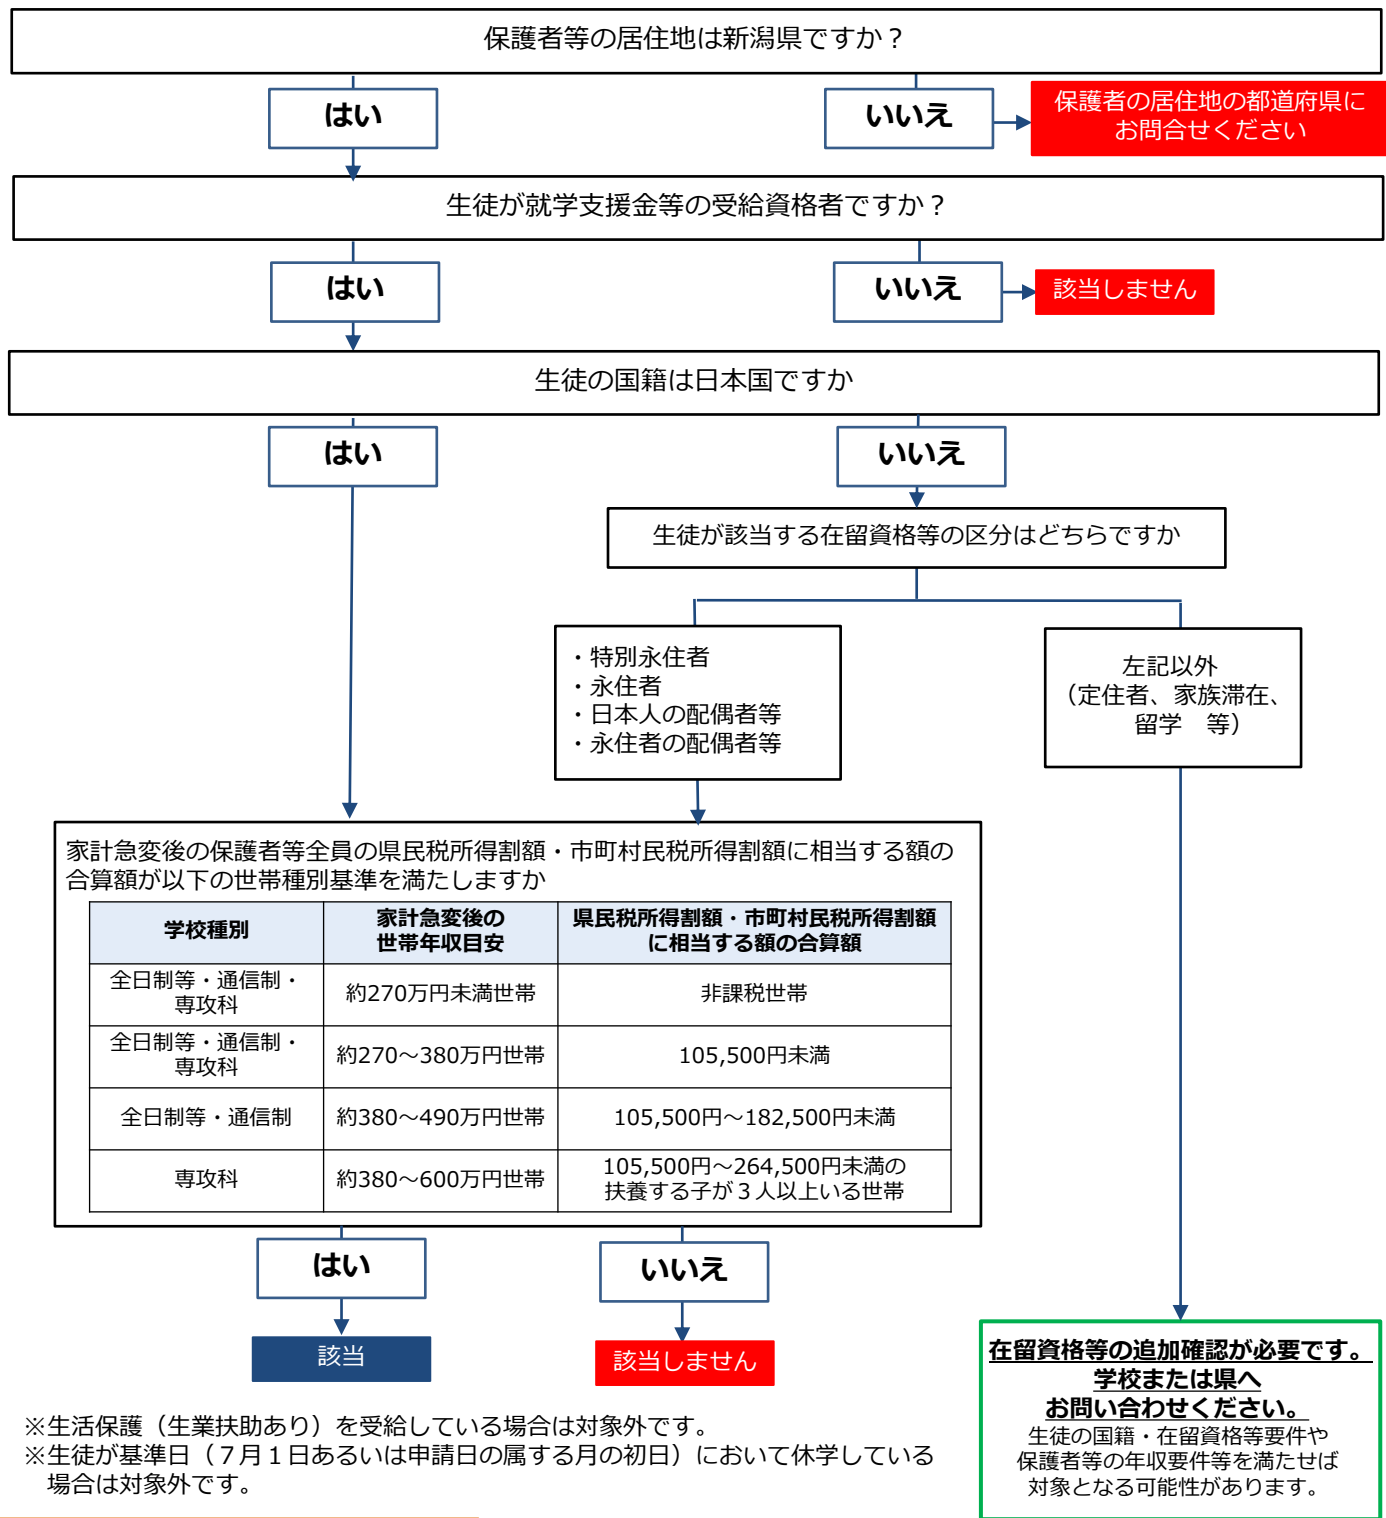 保護者等の居住地は新潟県ですか？
はい
いいえ
保護者の居住地の都道府県に
お問合せください
生徒が就学支援金等の受給資格者ですか？
はい
いいえ
該当しません
生徒の国籍は日本国ですか
はい
いいえ
生徒が該当する在留資格等の区分はどちらですか
・特別永住者
・永住者
・日本人の配偶者等
・永住者の配偶者等
左記以外
（定住者、家族滞在、
留学　等）
家計急変後の保護者等全員の県民税所得割額・市町村民税所得割額に相当する額の
合算額が以下の世帯種別基準を満たしますか
学校種別
家計急変後の
世帯年収目安
県民税所得割額・市町村民税所得割額
に相当する額の合算額
全日制等・通信制・
専攻科
約270万円未満世帯
非課税世帯
全日制等・通信制・
専攻科
約270～380万円世帯
105,500円未満
全日制等・通信制
約380～490万円世帯
105,500円～182,500円未満
専攻科
約380～600万円世帯
105,500円～264,500円未満の
扶養する子が３人以上いる世帯
はい
いいえ
該当
該当しません
在留資格等の追加確認が必要です。
学校または県へ
お問い合わせください。
生徒の国籍・在留資格等要件や
保護者等の年収要件等を満たせば
対象となる可能性があります。
※生活保護（生業扶助あり）を受給している場合は対象外です。
※生徒が基準日（７月１日あるいは申請日の属する月の初日）において休学している
場合は対象外です。